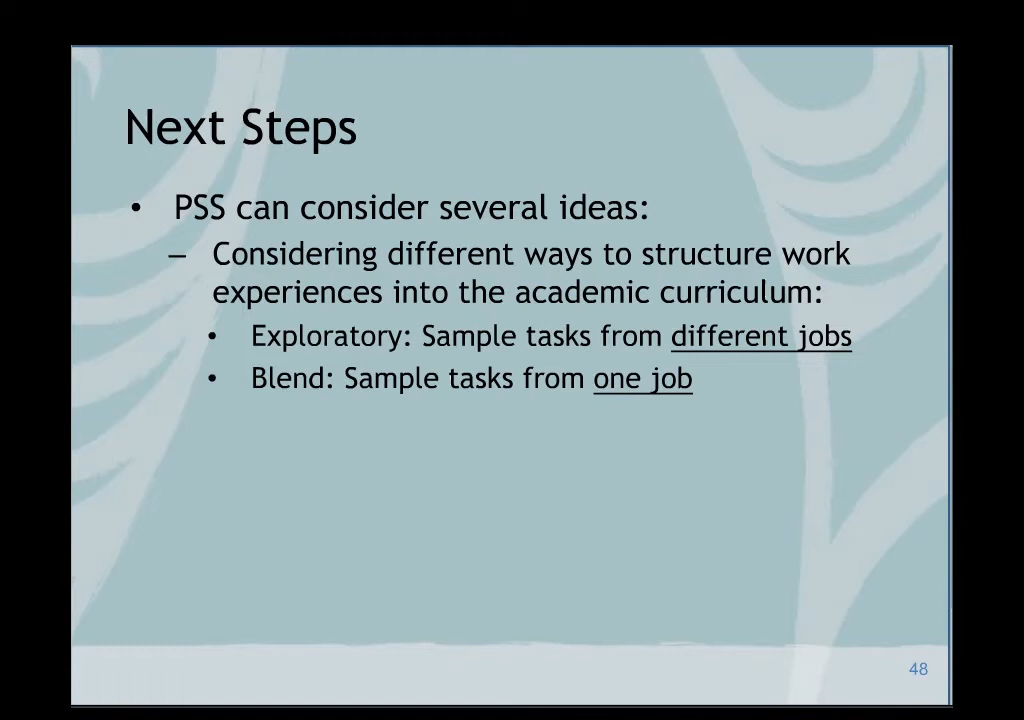 Next Steps
• PSS can consider several ideas:
– Considering different ways to structure work
experiences into the academic curriculum:
• Exploratory: Sample tasks from different jobs
• Blend: Sample tasks from one job
48